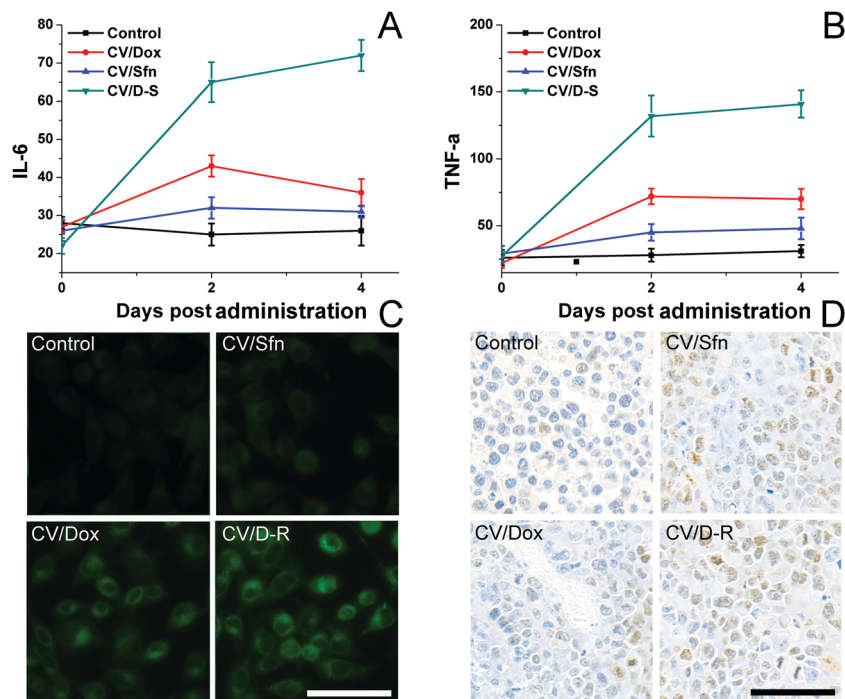 A
80
70
60
50
40
30
20
IL-6
Control
CV/Dox
CV/Sfn
CV/D-S
0
2
4
Days post administration
B
200
150
100
50
TNF-a
Control
CV/Dox
CV/Sfn
CV/D-S
0
2
4
Days post administration
C
Control
CV/Sfn
CV/Dox
CV/D-R
D
Control
CV/Sfn
CV/Dox
CV/D-R